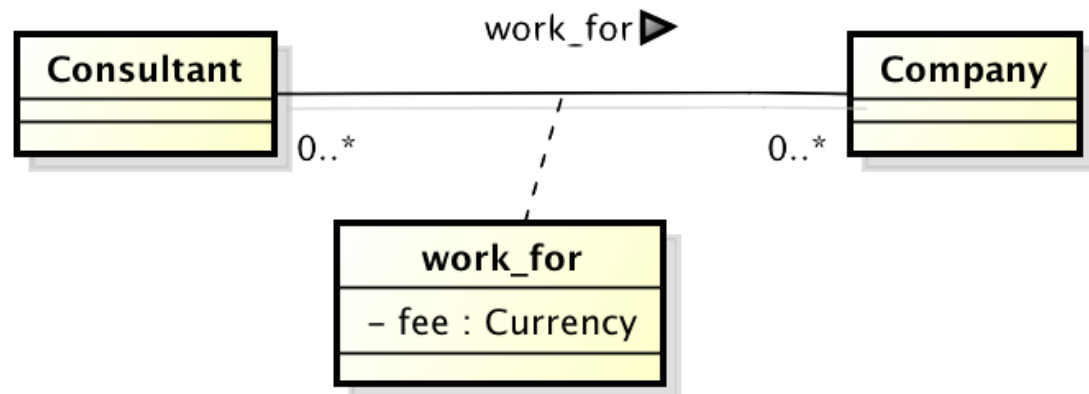 work_for
Consultant
Company
0..*
0..*
work_for
- fee : Currency